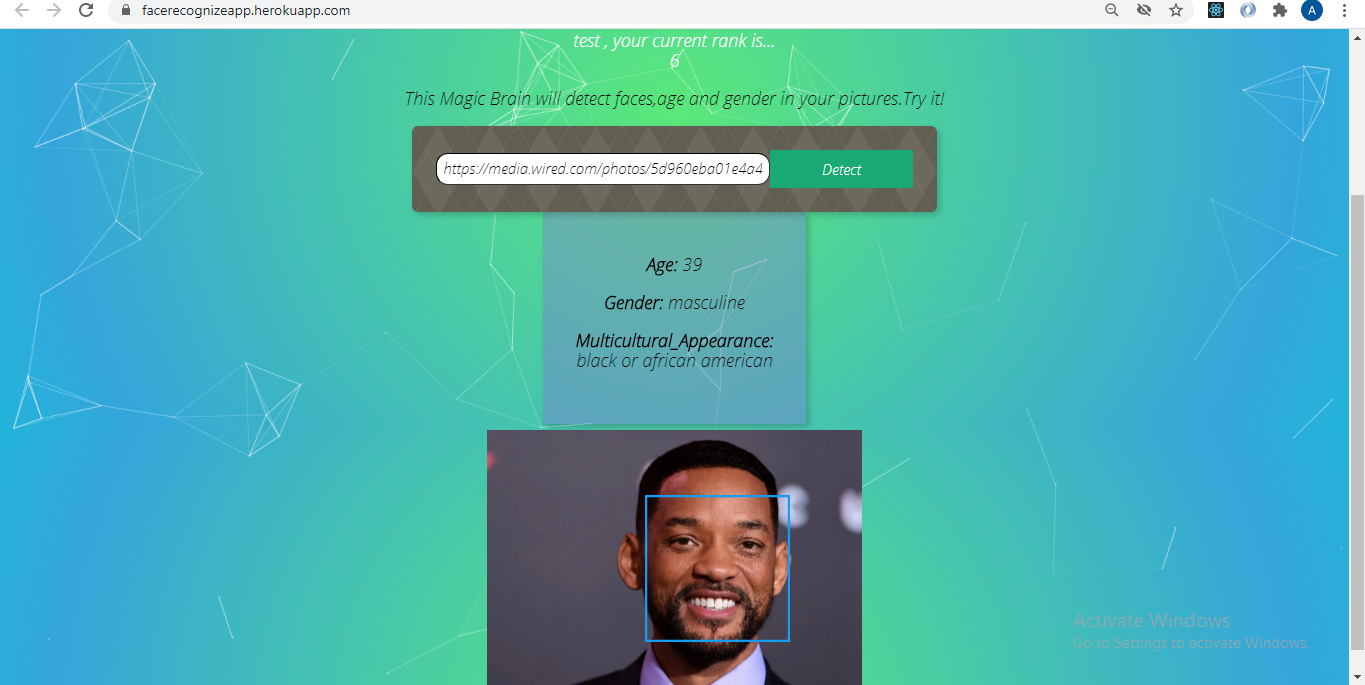 facerecognizeapp.herokuapp.com
A
test , your current rank is...
6
This Magic Brain will detect faces,age and gender in your pictures.Try it!
https://media.wired.com/photos/5d960eba01e4a4
Detect
Age: 39
Gender: masculine
Multicultural_Appearance:
black or african american
Activate Windows
Go to Settings to activate Windows.